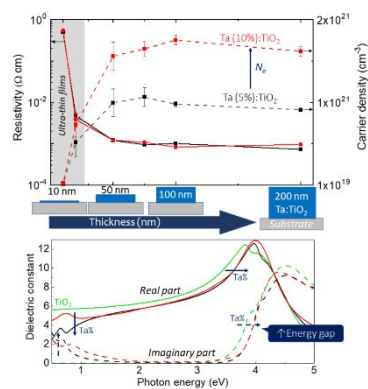 10⁰
10⁻²
10⁻⁴
Resistivity (Ω cm)
Ultra-thin films
Ta (10%):TiO₂
Nₑ
Ta (5%):TiO₂
2x10²¹
1x10²¹
1x10¹⁹
Carrier density (cm⁻³)
10 nm
50 nm
100 nm
200 nm
Ta:TiO₂
Substrate
Thickness (nm)
Dielectric constant
12
10
8
6
4
2
0
TiO₂
Ta%
Real part
Ta%
Ta%
↑Energy gap
Imaginary part
1 2 3 4 5
Photon energy (eV)